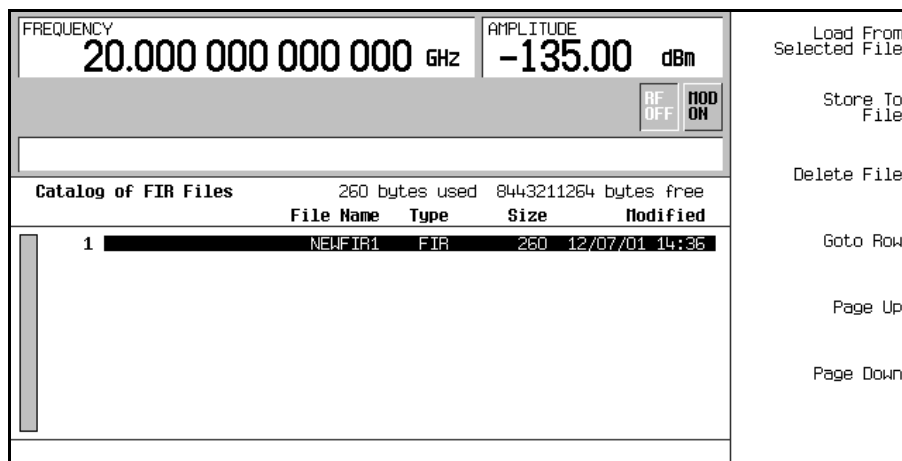 FREQUENCY
20.000 000 000 000 GHz
AMPLITUDE
-135.00 dBm
RF OFF
MOD ON
Catalog of FIR Files 260 bytes used 8443211264 bytes free
File Name Type Size Modified
1 NEWFIR1 FIR 260 12/07/01 14:36
Load From
Selected File
Store To
File
Delete File
Goto Row
Page Up
Page Down